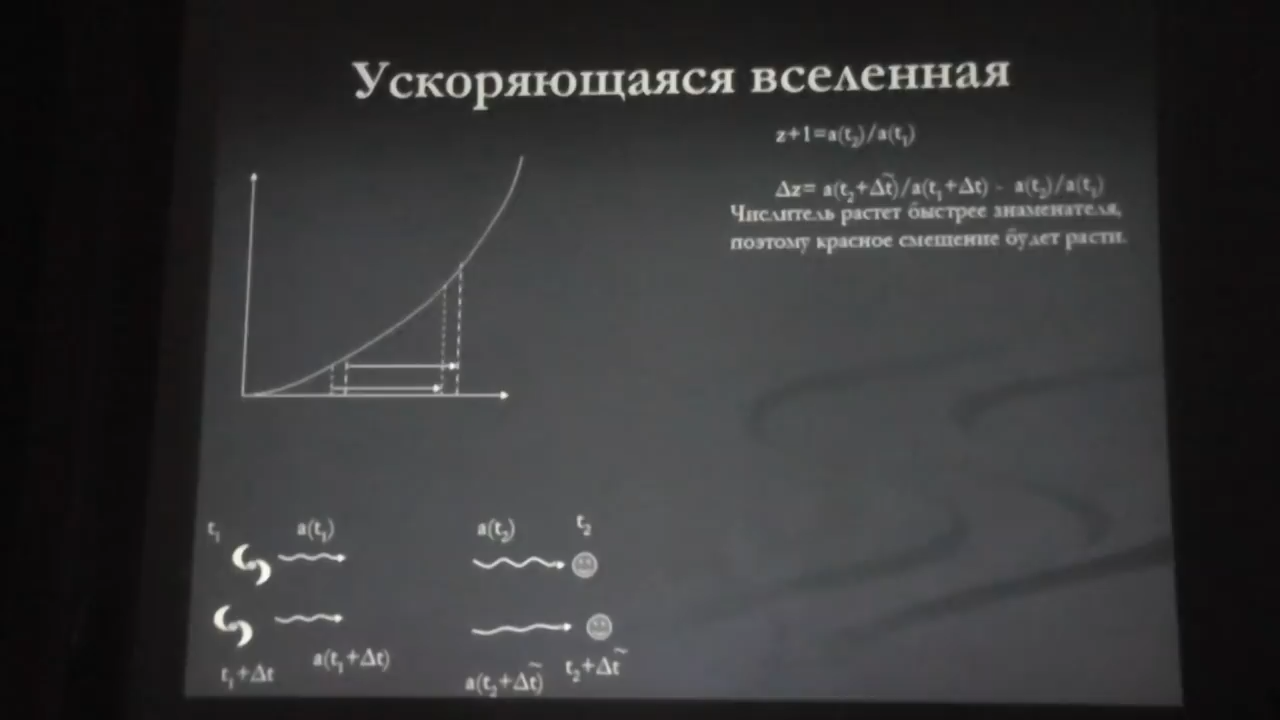 Ускоряющаяся вселенная
z+1=a(t₂)/a(t₁)
Δz= a(t₂+Δt̃)/a(t₁+Δt) - a(t₂)/a(t₁)
Числитель растет быстрее знаменателя,
поэтому красное смещение будет расти.
t₁ a(t₁) a(t₂) t₂
t₁+Δt a(t₁+Δt) a(t₂+Δt̃) t₂+Δt̃